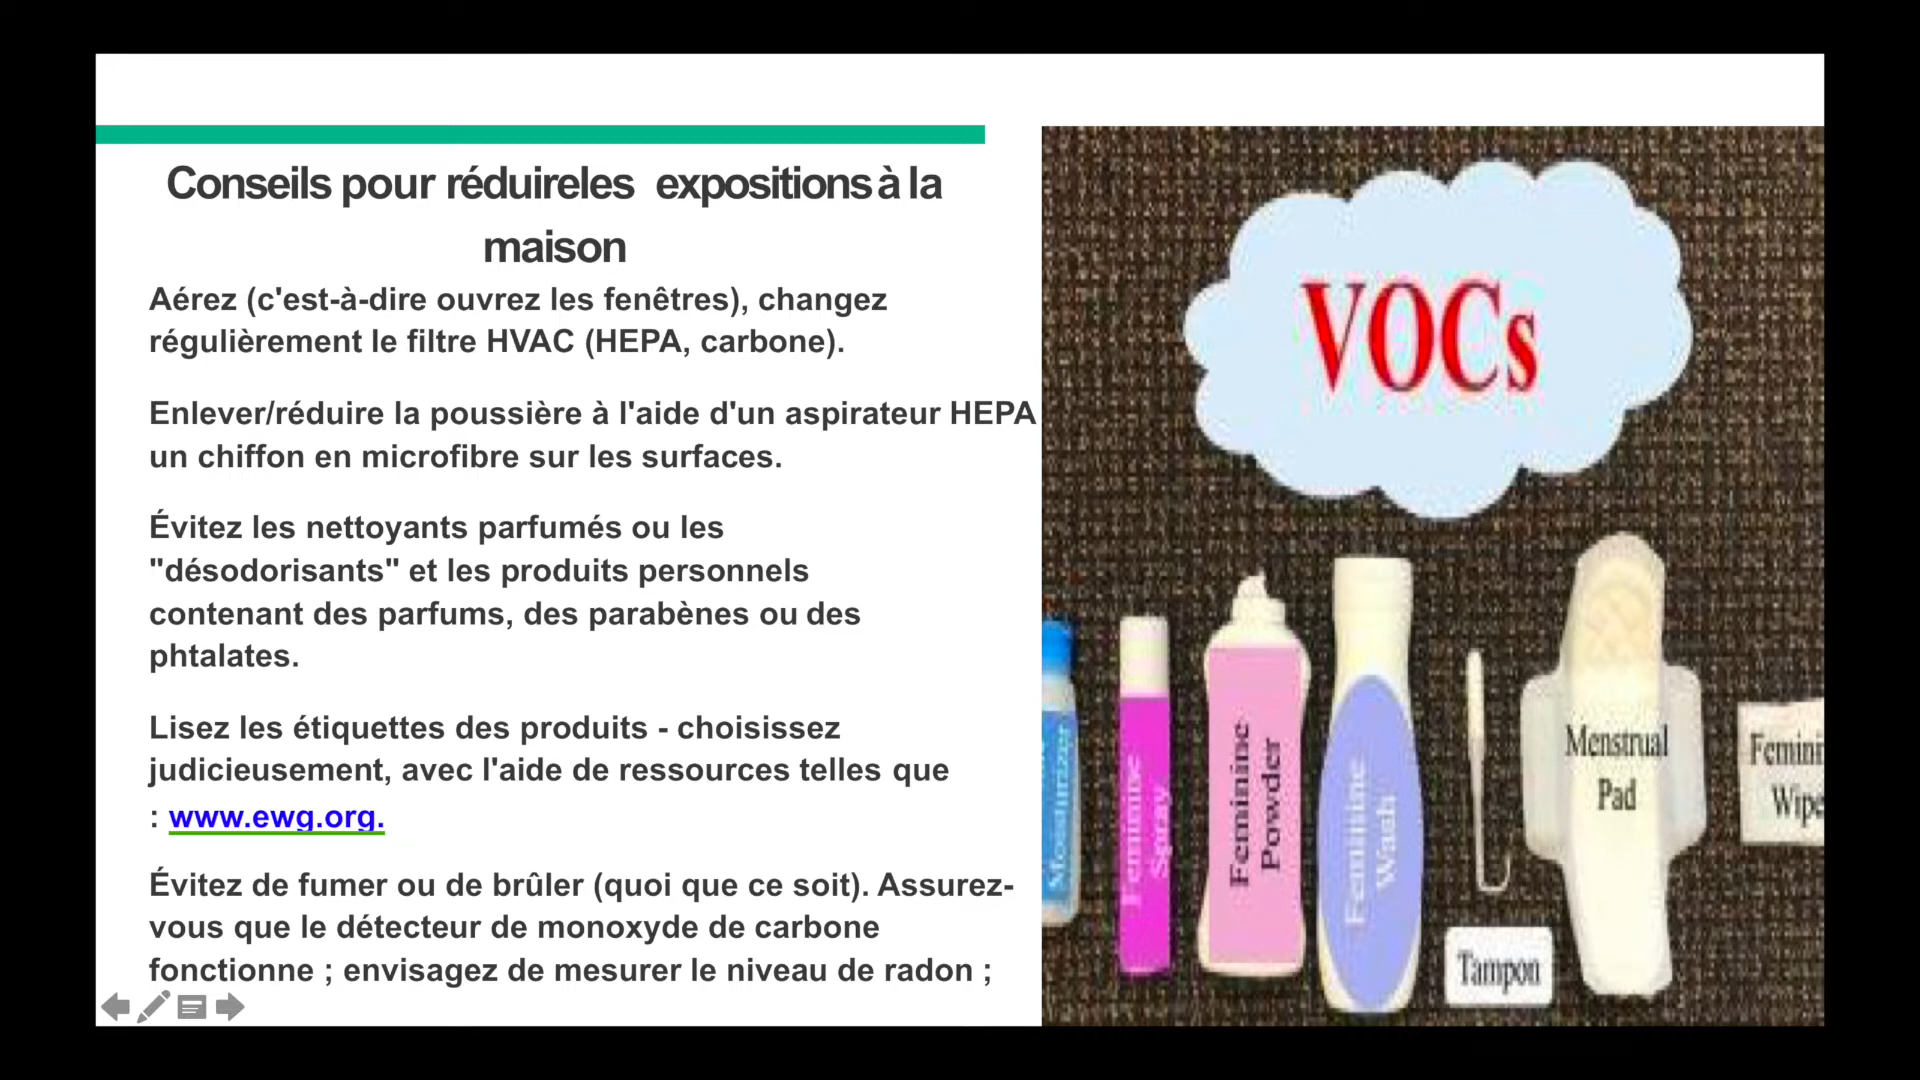 Conseils pour réduireles expositions à la
maison
Aérez (c'est-à-dire ouvrez les fenêtres), changez
régulièrement le filtre HVAC (HEPA, carbone).
Enlever/réduire la poussière à l'aide d'un aspirateur HEPA
un chiffon en microfibre sur les surfaces.
Évitez les nettoyants parfumés ou les
"désodorisants" et les produits personnels
contenant des parfums, des parabènes ou des
phtalates.
Lisez les étiquettes des produits - choisissez
judicieusement, avec l'aide de ressources telles que
: www.ewg.org.
Évitez de fumer ou de brûler (quoi que ce soit). Assurez-
vous que le détecteur de monoxyde de carbone
fonctionne ; envisagez de mesurer le niveau de radon ;
VOCs
Moisturizer
Feminine
Spray
Feminine
Powder
Feminine
Wash
Tampon
Menstrual
Pad
Femini
Wipe